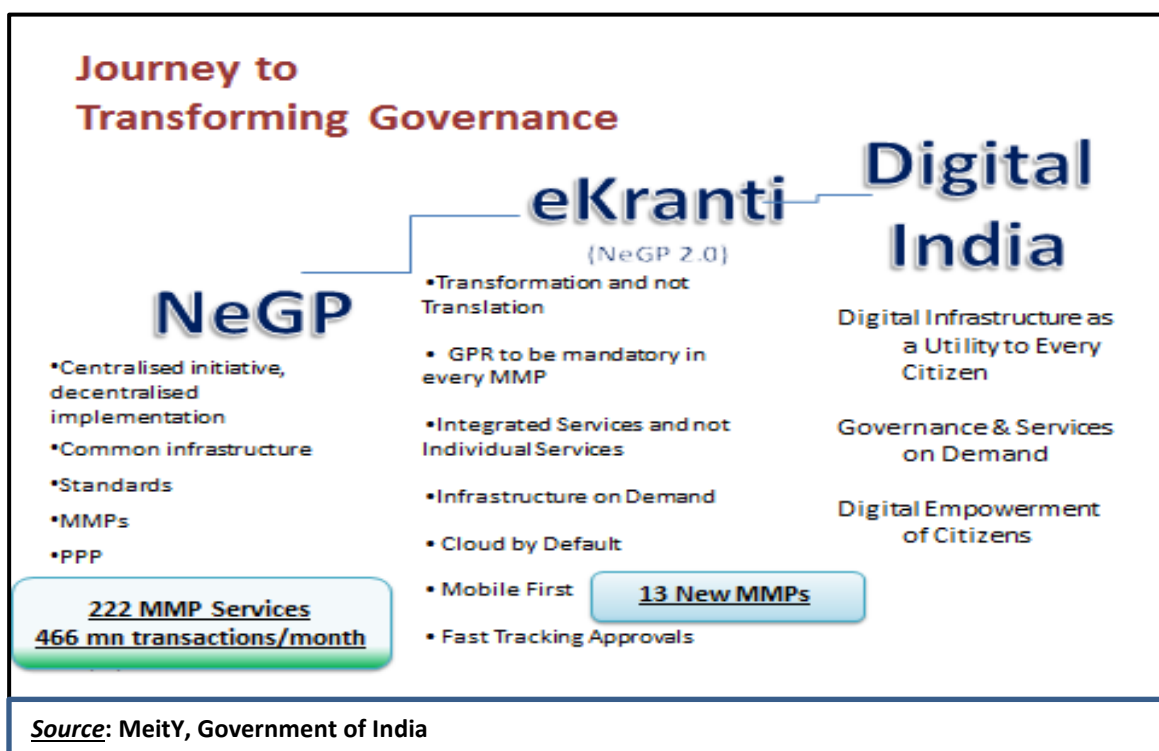 Journey to
Transforming Governance
NeGP
•Centralised initiative,
decentralised
implementation
•Common infrastructure
•Standards
•MMPs
•PPP
222 MMP Services
466 mn transactions/month
eKranti
(NeGP 2.0)
•Transformation and not
Translation
• GPR to be mandatory in
every MMP
•Integrated Services and not
Individual Services
•Infrastructure on Demand
• Cloud by Default
• Mobile First
13 New MMPs
• Fast Tracking Approvals
Digital
India
Digital Infrastructure as
a Utility to Every
Citizen
Governance & Services
on Demand
Digital Empowerment
of Citizens
Source: MeitY, Government of India